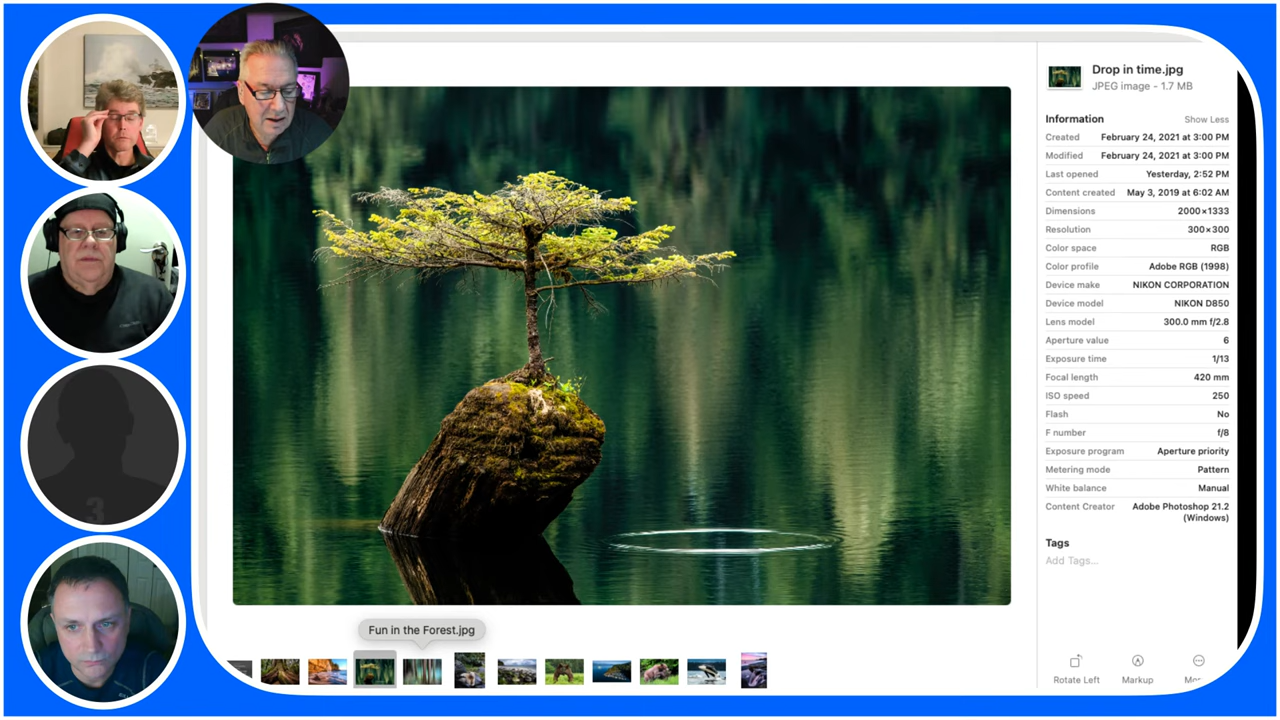 Drop in time.jpg
JPEG image - 1.7 MB
Information Show Less
Created February 24, 2021 at 3:00 PM
Modified February 24, 2021 at 3:00 PM
Last opened Yesterday, 2:52 PM
Content created May 3, 2019 at 6:02 AM
Dimensions 2000×1333
Resolution 300×300
Color space RGB
Color profile Adobe RGB (1998)
Device make NIKON CORPORATION
Device model NIKON D850
Lens model 300.0 mm f/2.8
Aperture value 6
Exposure time 1/13
Focal length 420 mm
ISO speed 250
Flash No
F number f/8
Exposure program Aperture priority
Metering mode Pattern
White balance Manual
Content Creator Adobe Photoshop 21.2
(Windows)
Tags
Add Tags...
Fun in the Forest.jpg
Rotate Left Markup
3